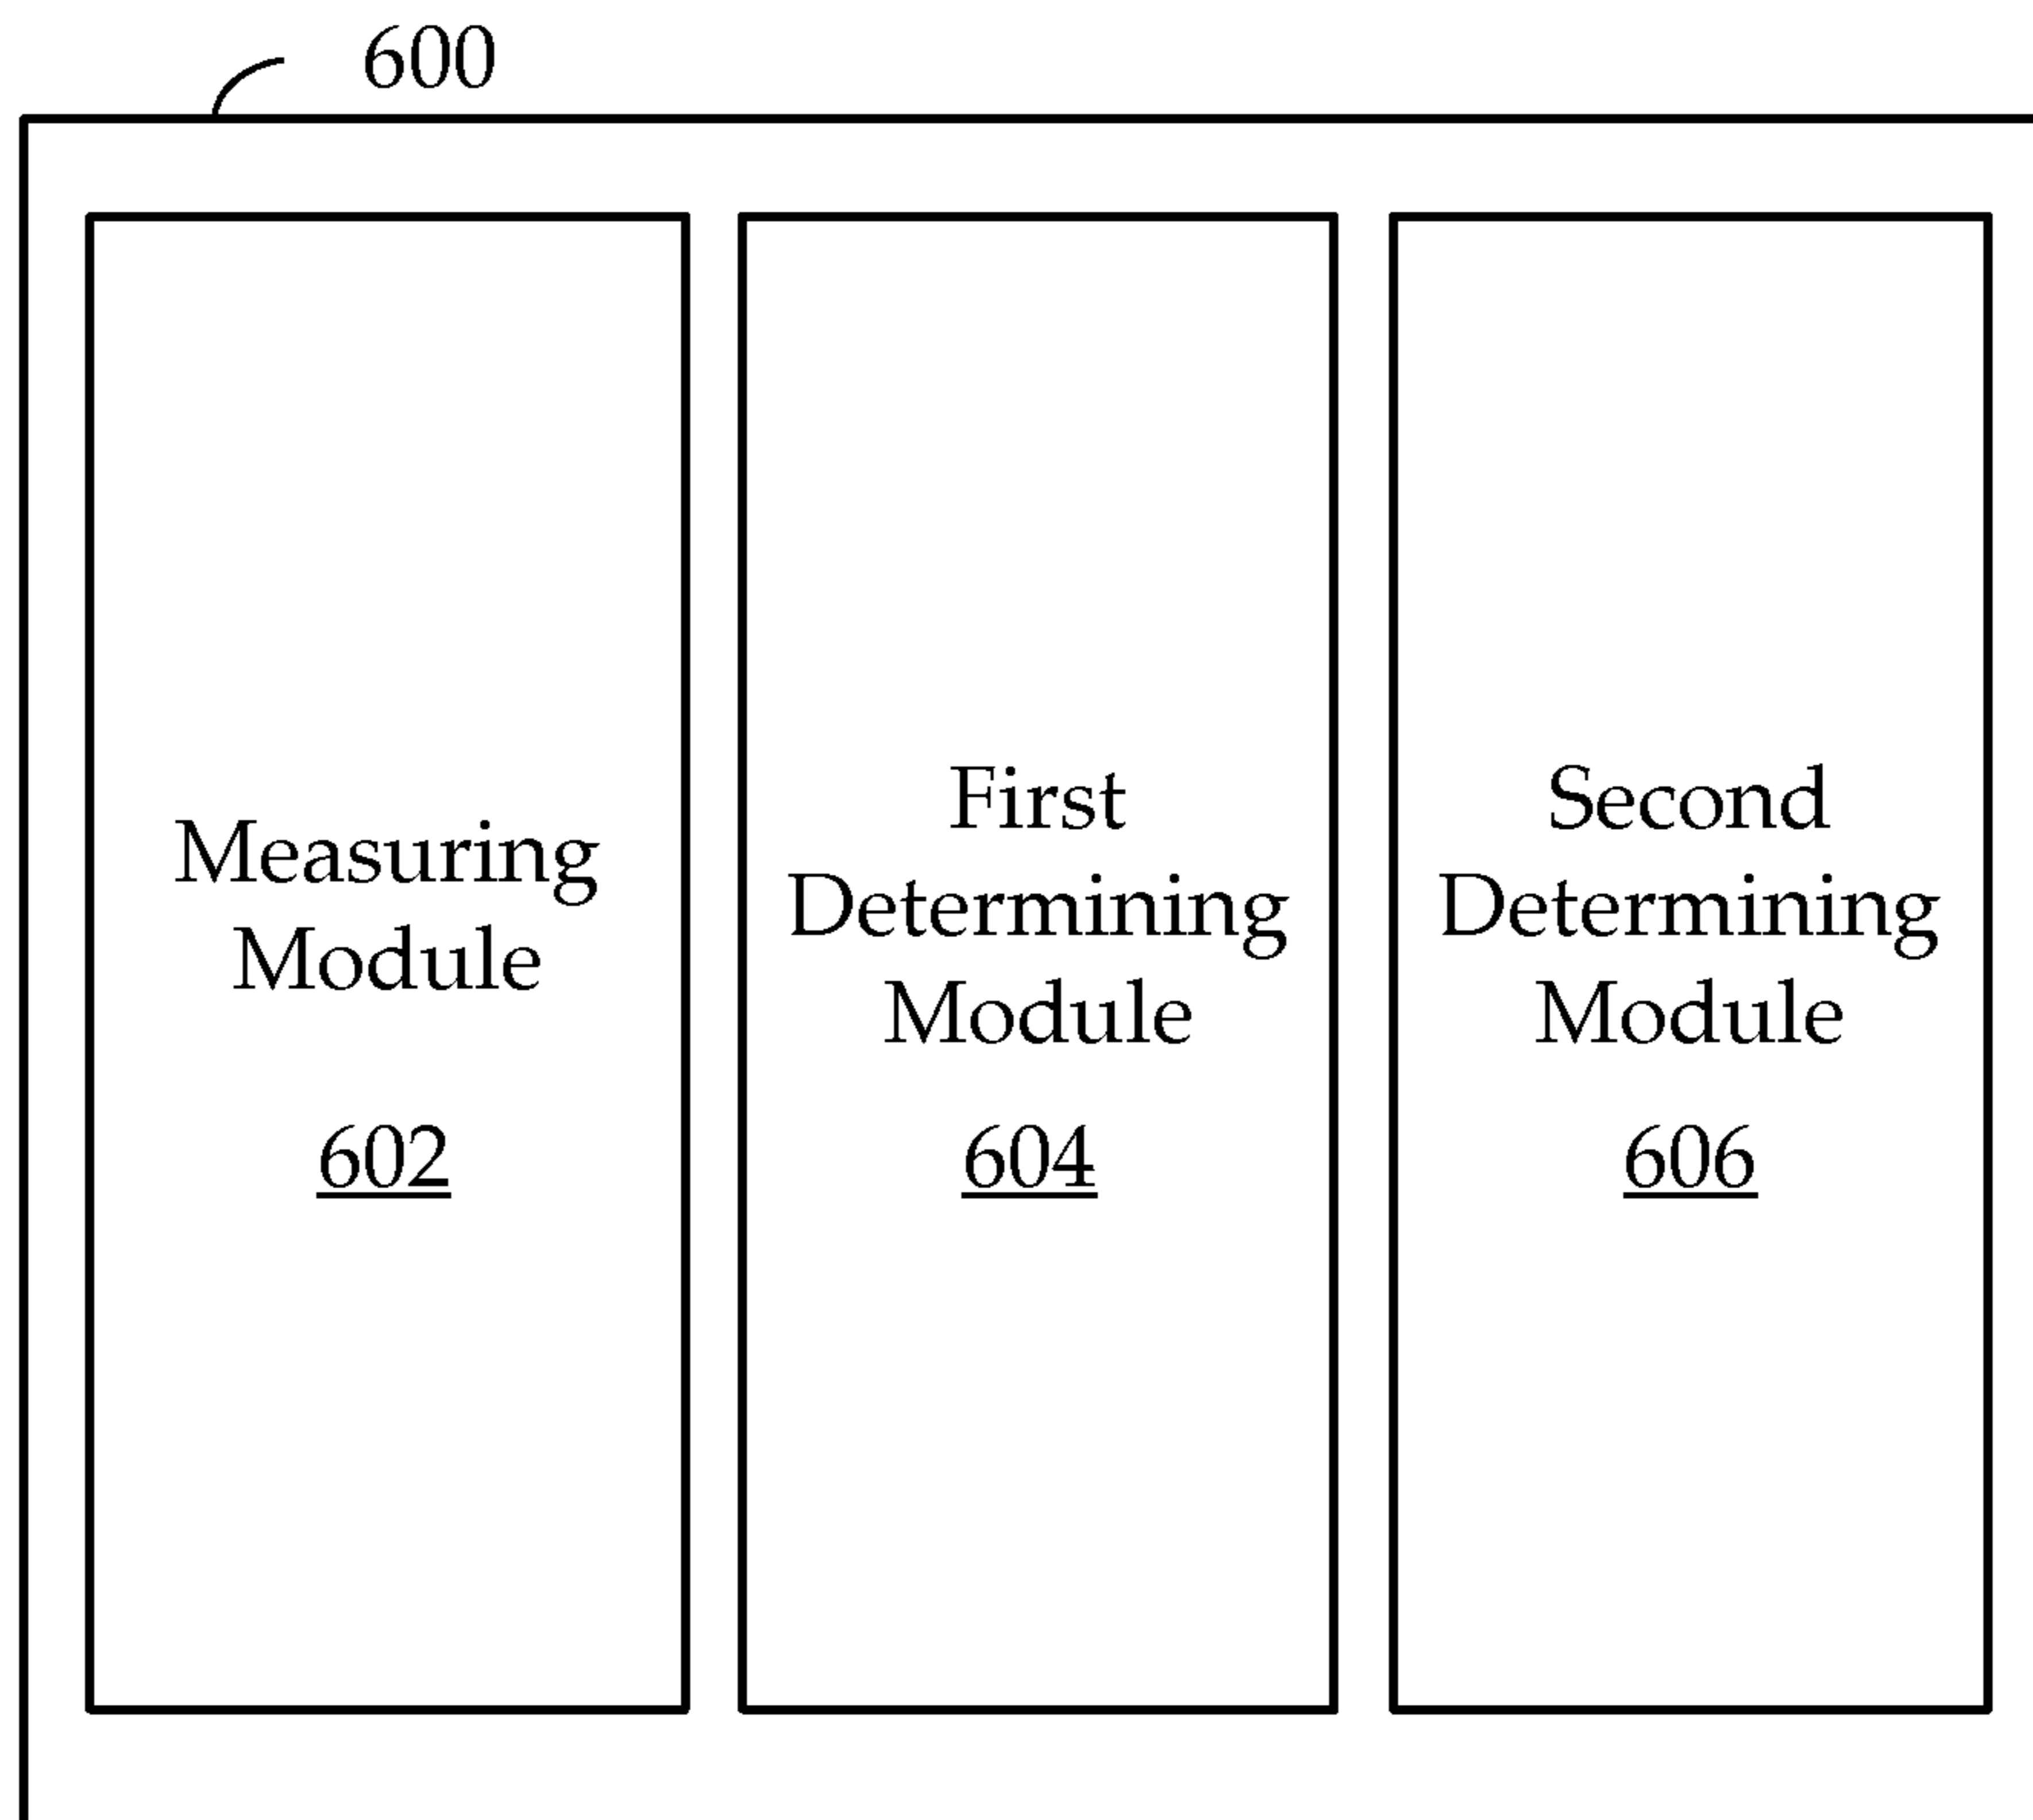 600
Measuring
Module
602
First
Determining
Module
604
Second
Determining
Module
606